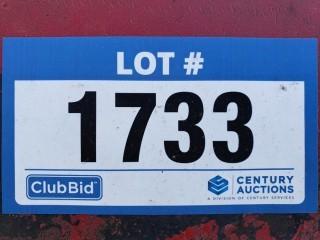 LOT #
1733
ClubBid
CENTURY
AUCTIONS
A DIVISION OF CENTURY SERVICES